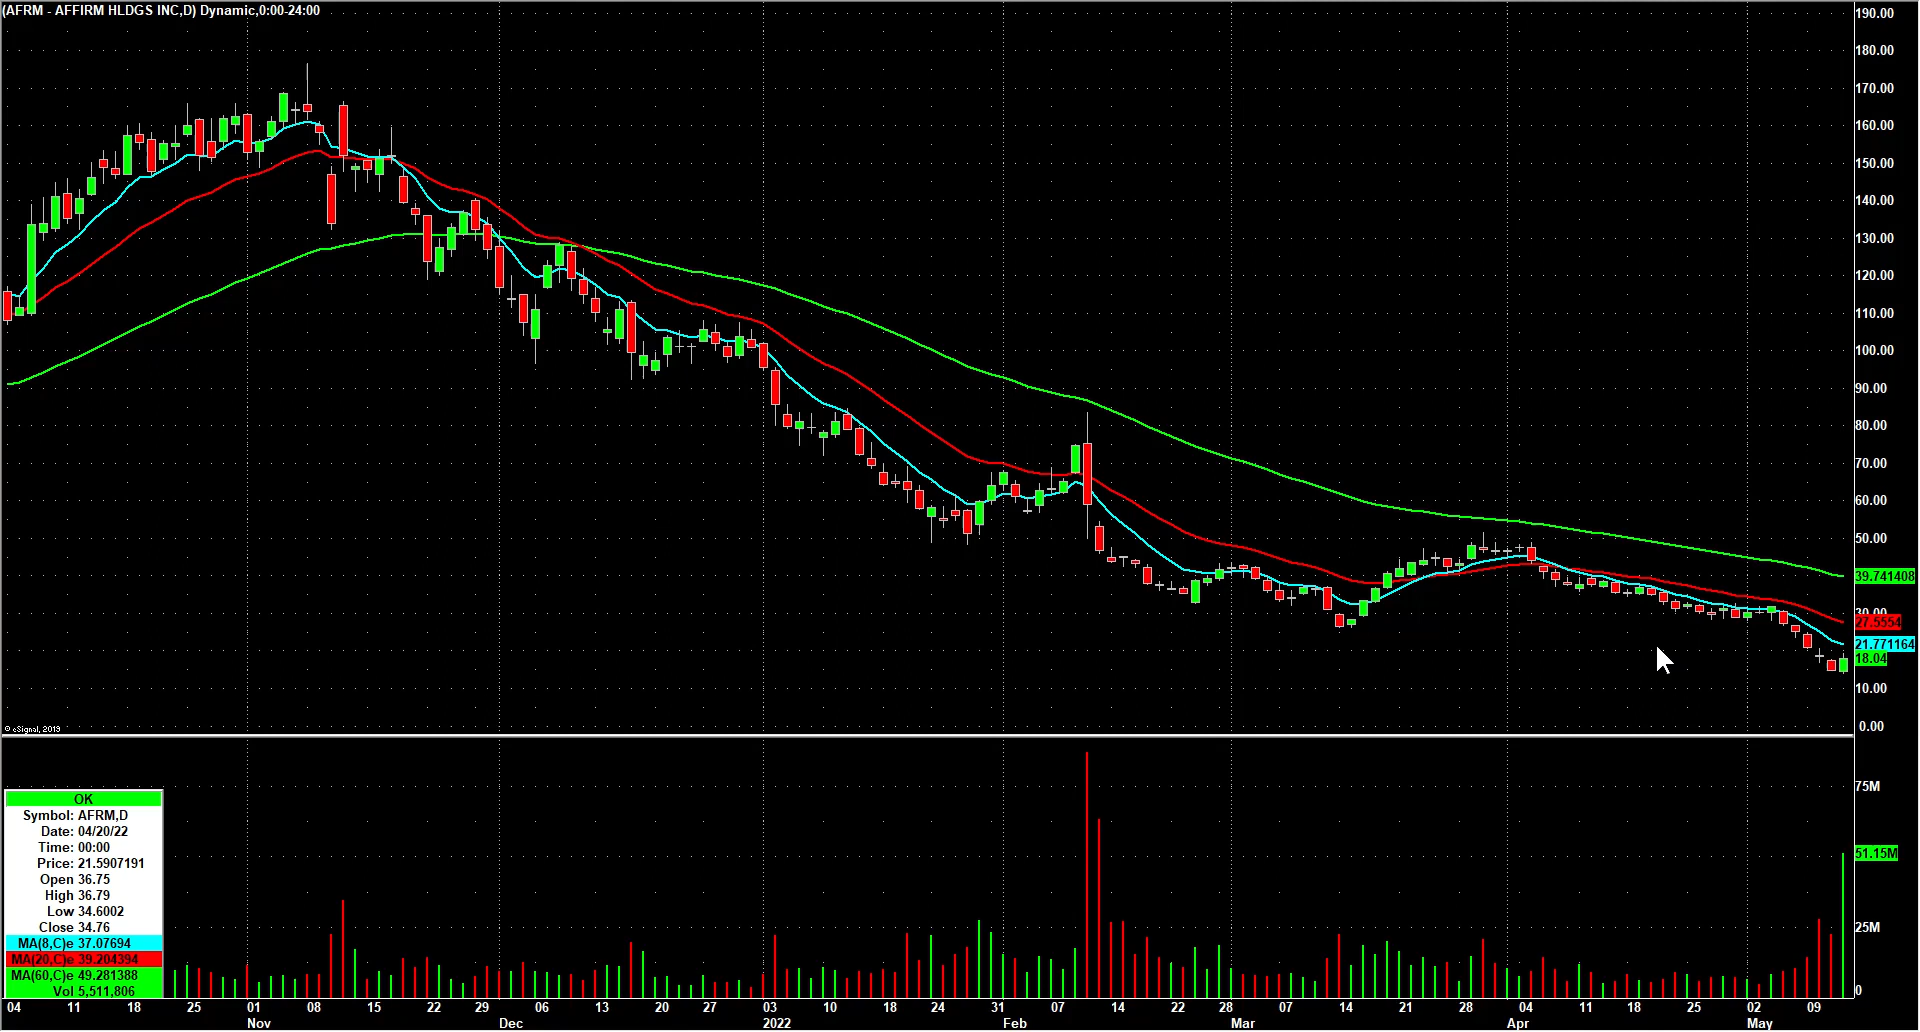 (AFRM - AFFIRM HLDGS INC,D) Dynamic,0:00-24:00
190.00
180.00
170.00
160.00
150.00
140.00
130.00
120.00
110.00
100.00
90.00
80.00
70.00
60.00
50.00
39.741408
30.00
27.5554
21.771164
18.04
10.00
0.00
© eSignal, 2019
75M
51.15M
25M
0
OK
Symbol: AFRM,D
Date: 04/20/22
Time: 00:00
Price: 21.5907191
Open 36.75
High 36.79
Low 34.6002
Close 34.76
MA(8,C)e 37.07694
MA(20,C)e 39.204394
MA(60,C)e 49.281388
Vol 5,511,806
04 11 18 25 01 08 15 22 29 06 13 20 27 03 10 18 24 31 07 14 22 28 07 14 21 28 04 11 18 25 02 09
Nov Dec 2022 Feb Mar Apr May